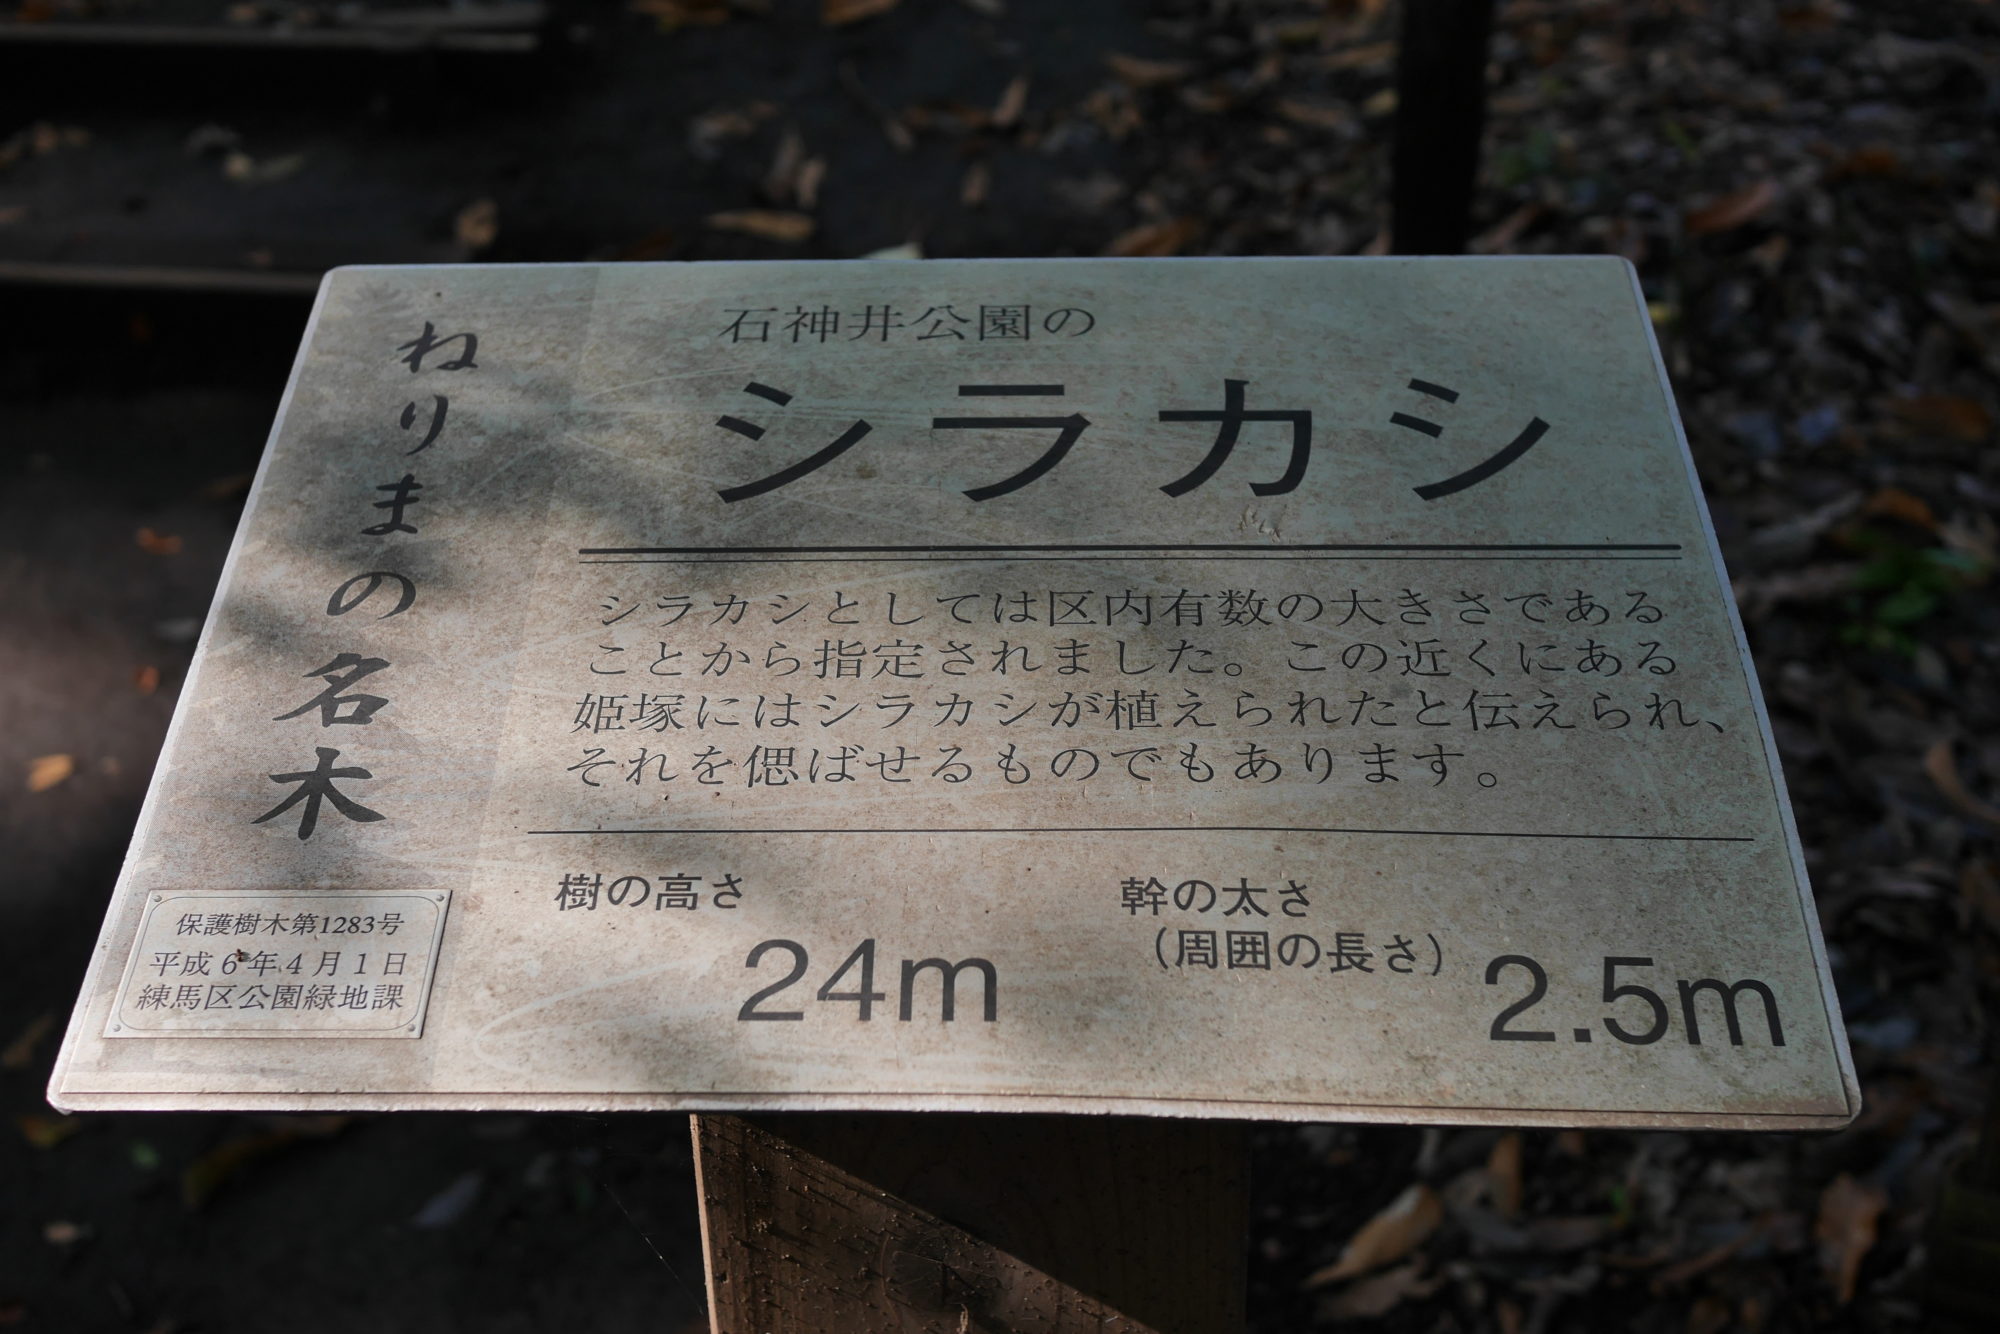 ねりまの名木
石神井公園の
シラカシ
シラカシとしては区内有数の大きさである
ことから指定されました。この近くにある
姫塚にはシラカシが植えられたと伝えられ、
それを偲ばせるものでもあります。
樹の高さ
24m
幹の太さ
（周囲の長さ）
2.5m
保護樹木第1283号
平成6年4月1日
練馬区公園緑地課